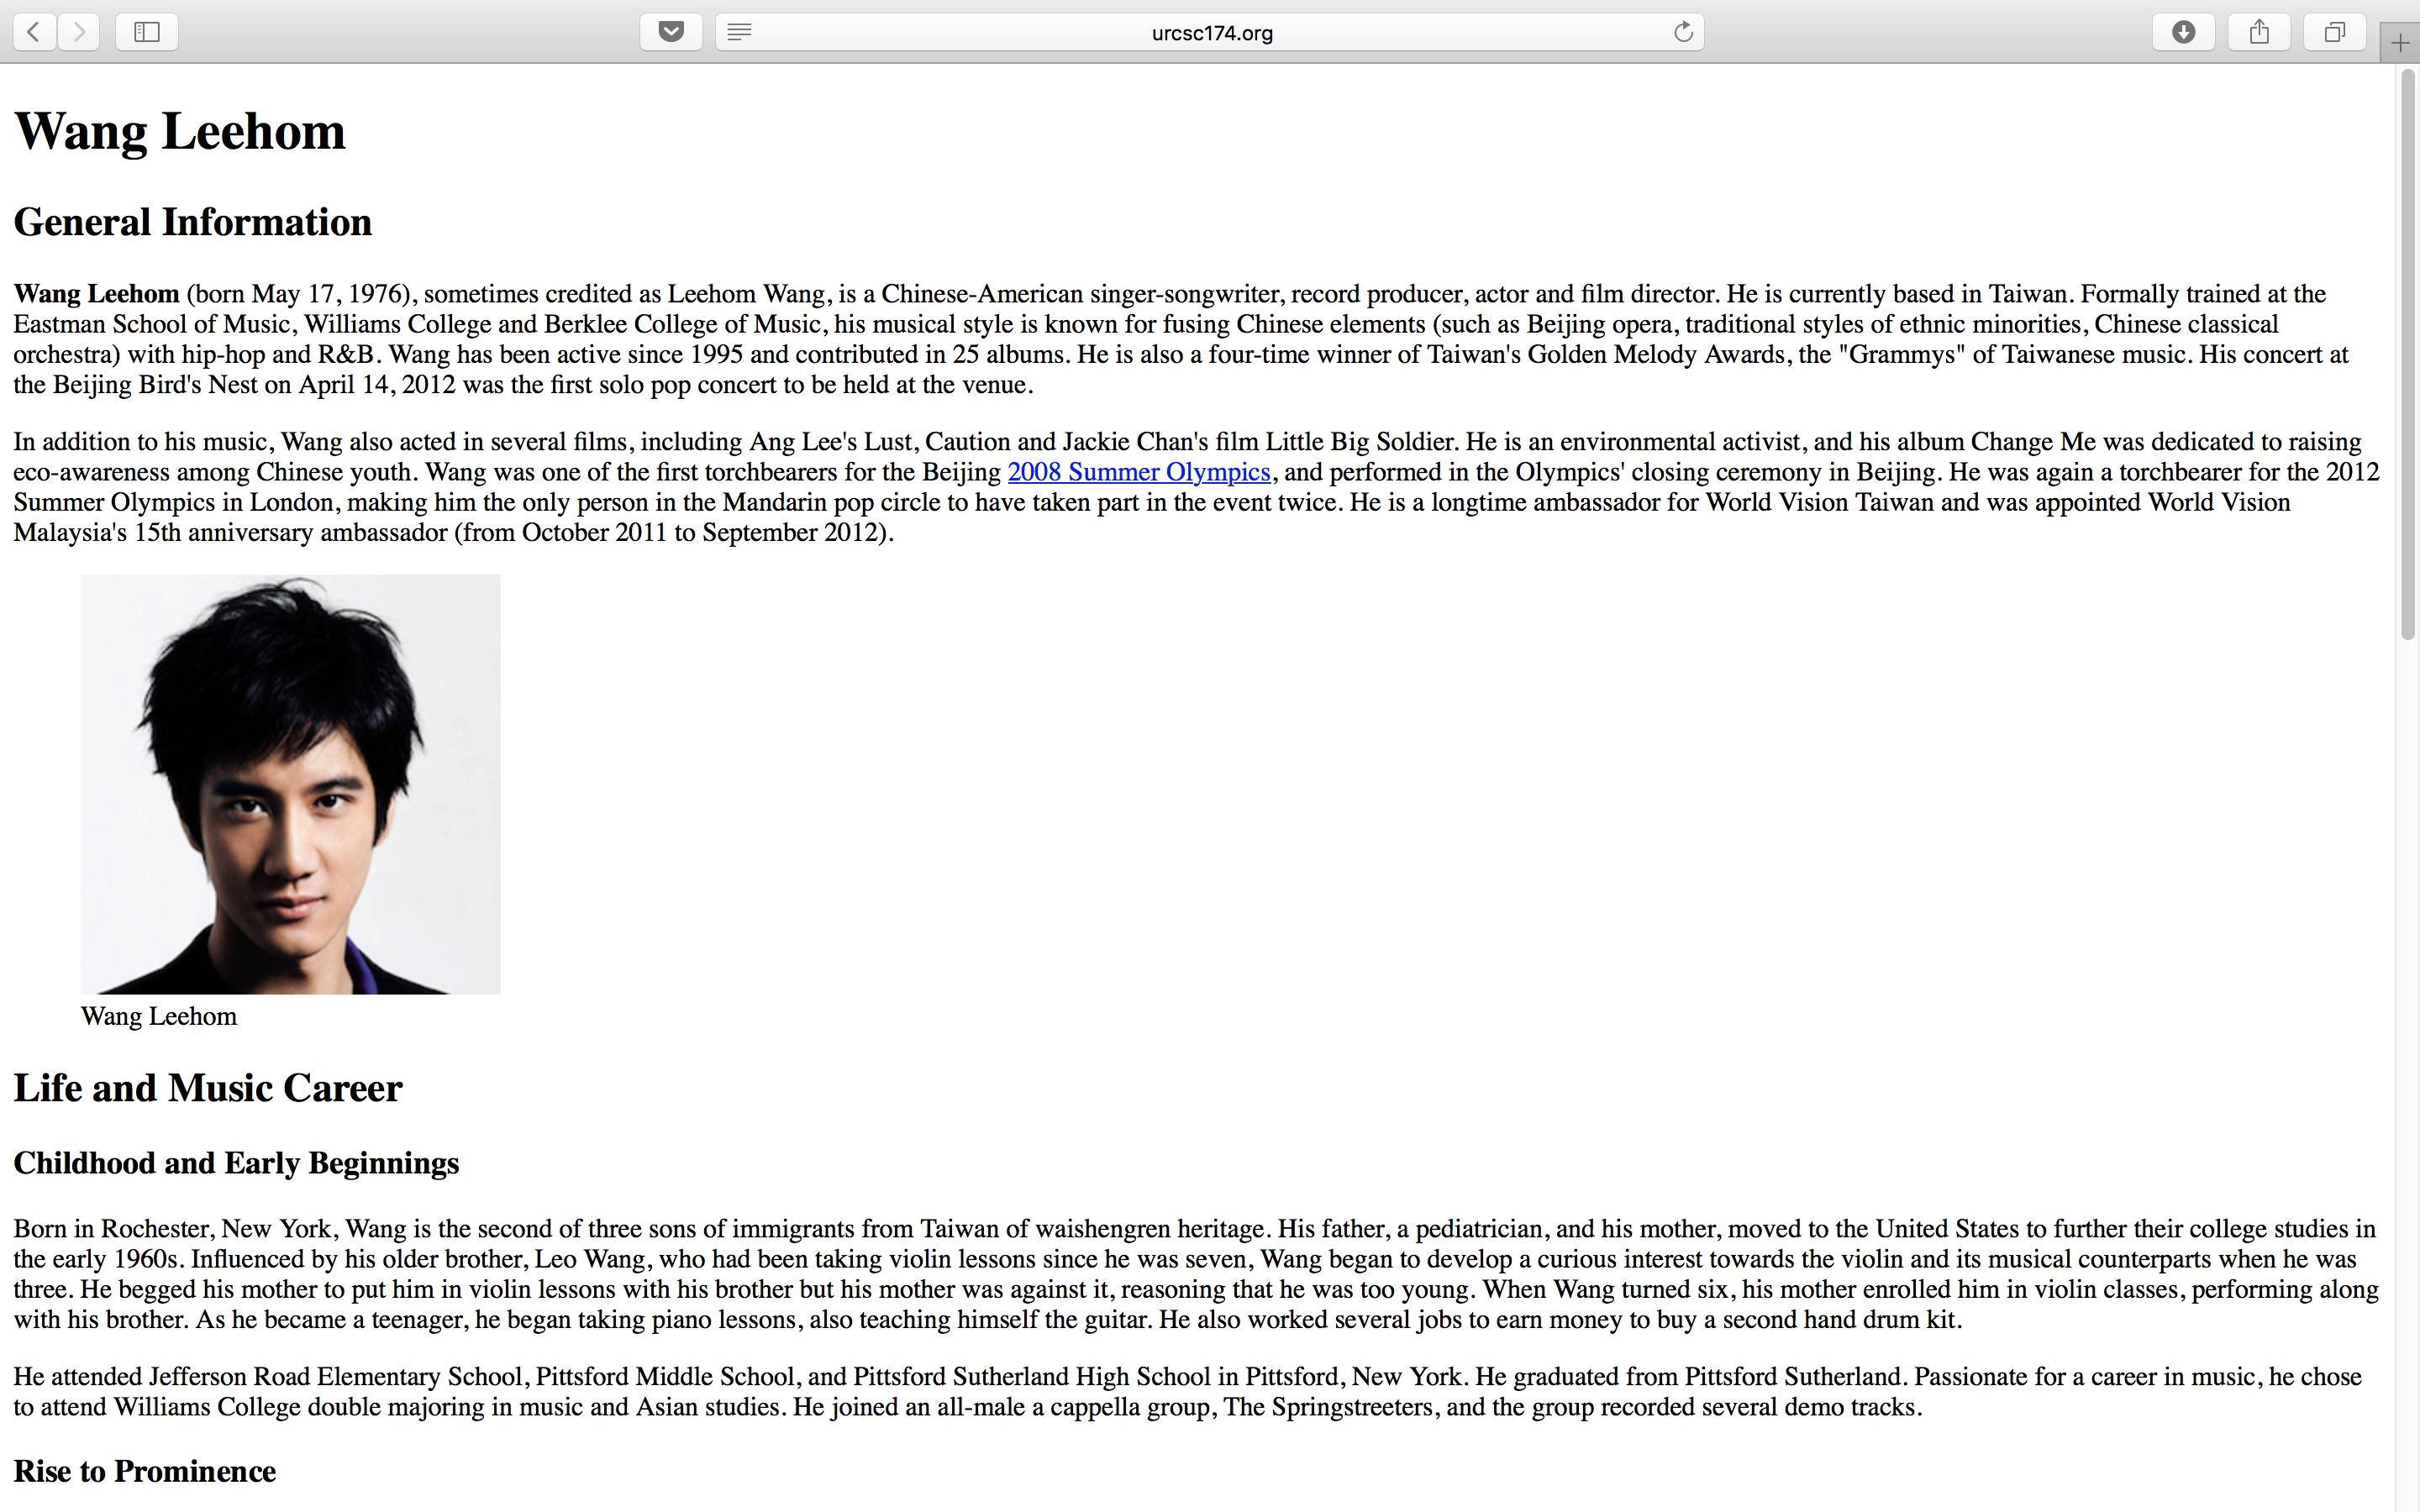 urcsc174.org
Wang Leehom
General Information
Wang Leehom (born May 17, 1976), sometimes credited as Leehom Wang, is a Chinese-American singer-songwriter, record producer, actor and film director. He is currently based in Taiwan. Formally trained at the
Eastman School of Music, Williams College and Berklee College of Music, his musical style is known for fusing Chinese elements (such as Beijing opera, traditional styles of ethnic minorities, Chinese classical
orchestra) with hip-hop and R&B. Wang has been active since 1995 and contributed in 25 albums. He is also a four-time winner of Taiwan's Golden Melody Awards, the "Grammys" of Taiwanese music. His concert at
the Beijing Bird's Nest on April 14, 2012 was the first solo pop concert to be held at the venue.
In addition to his music, Wang also acted in several films, including Ang Lee's Lust, Caution and Jackie Chan's film Little Big Soldier. He is an environmental activist, and his album Change Me was dedicated to raising
eco-awareness among Chinese youth. Wang was one of the first torchbearers for the Beijing 2008 Summer Olympics, and performed in the Olympics' closing ceremony in Beijing. He was again a torchbearer for the 2012
Summer Olympics in London, making him the only person in the Mandarin pop circle to have taken part in the event twice. He is a longtime ambassador for World Vision Taiwan and was appointed World Vision
Malaysia's 15th anniversary ambassador (from October 2011 to September 2012).
Wang Leehom
Life and Music Career
Childhood and Early Beginnings
Born in Rochester, New York, Wang is the second of three sons of immigrants from Taiwan of waishengren heritage. His father, a pediatrician, and his mother, moved to the United States to further their college studies in
the early 1960s. Influenced by his older brother, Leo Wang, who had been taking violin lessons since he was seven, Wang began to develop a curious interest towards the violin and its musical counterparts when he was
three. He begged his mother to put him in violin lessons with his brother but his mother was against it, reasoning that he was too young. When Wang turned six, his mother enrolled him in violin classes, performing along
with his brother. As he became a teenager, he began taking piano lessons, also teaching himself the guitar. He also worked several jobs to earn money to buy a second hand drum kit.
He attended Jefferson Road Elementary School, Pittsford Middle School, and Pittsford Sutherland High School in Pittsford, New York. He graduated from Pittsford Sutherland. Passionate for a career in music, he chose
to attend Williams College double majoring in music and Asian studies. He joined an all-male a cappella group, The Springstreeters, and the group recorded several demo tracks.
Rise to Prominence